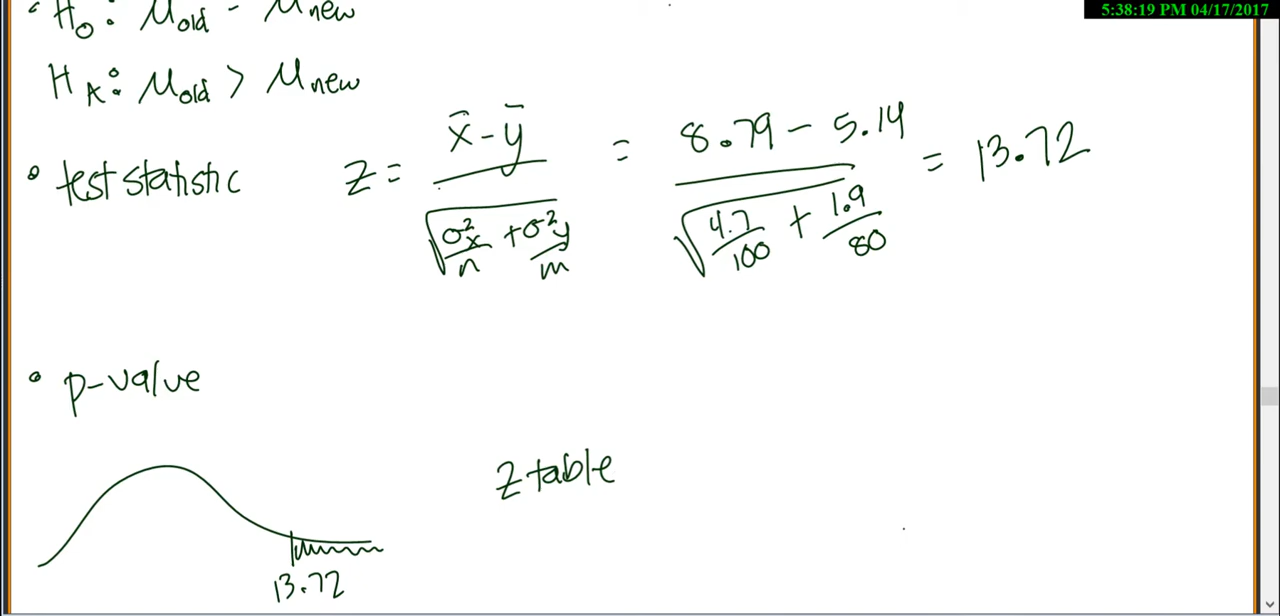 5:38:19 PM 04/17/2017
H₀: μold = μnew
H_A: μold > μnew
• test statistic z = (x̄ - ȳ) / √(σ²x/n + σ²y/m) = (8.79 - 5.14) / √(4.7/100 + 1.9/80) = 13.72
• p-value
z table
13.72